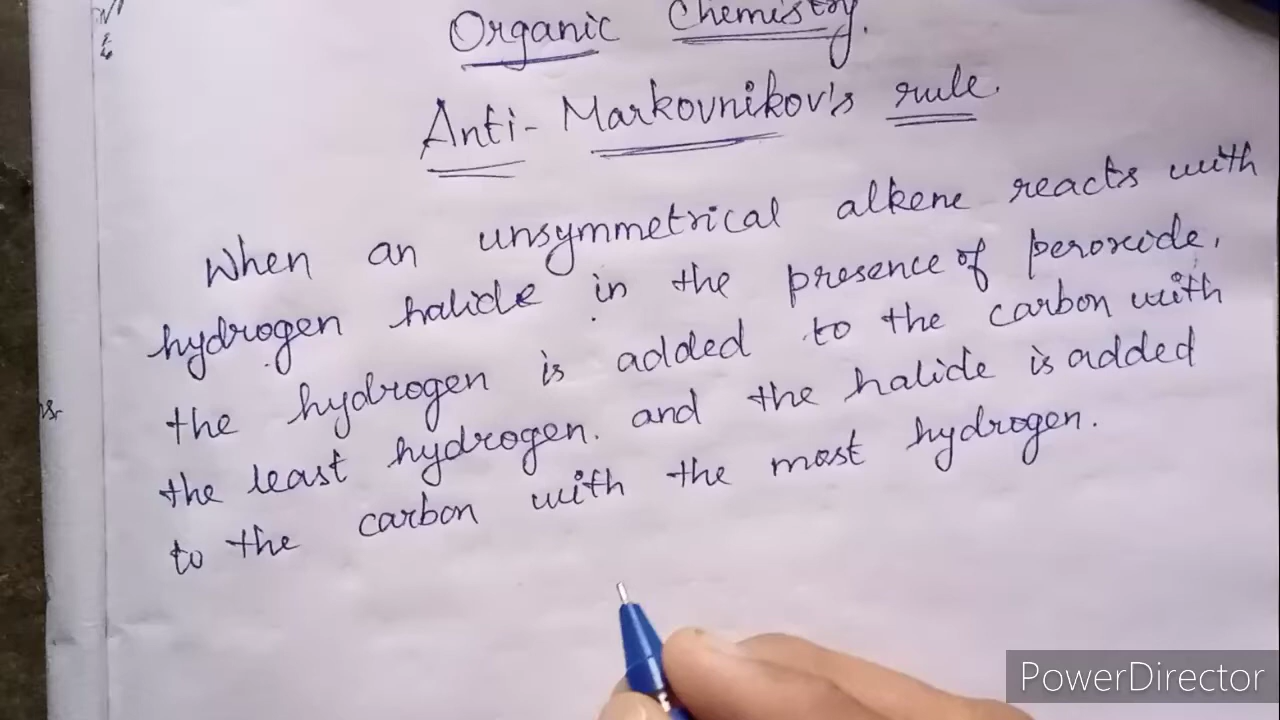 Organic Chemistry.
Anti-Markovnikov's rule.
When an unsymmetrical alkene reacts with
hydrogen halide in the presence of peroxide,
the hydrogen is added to the carbon with
the least hydrogen. and the halide is added
to the carbon with the most hydrogen.
PowerDirector